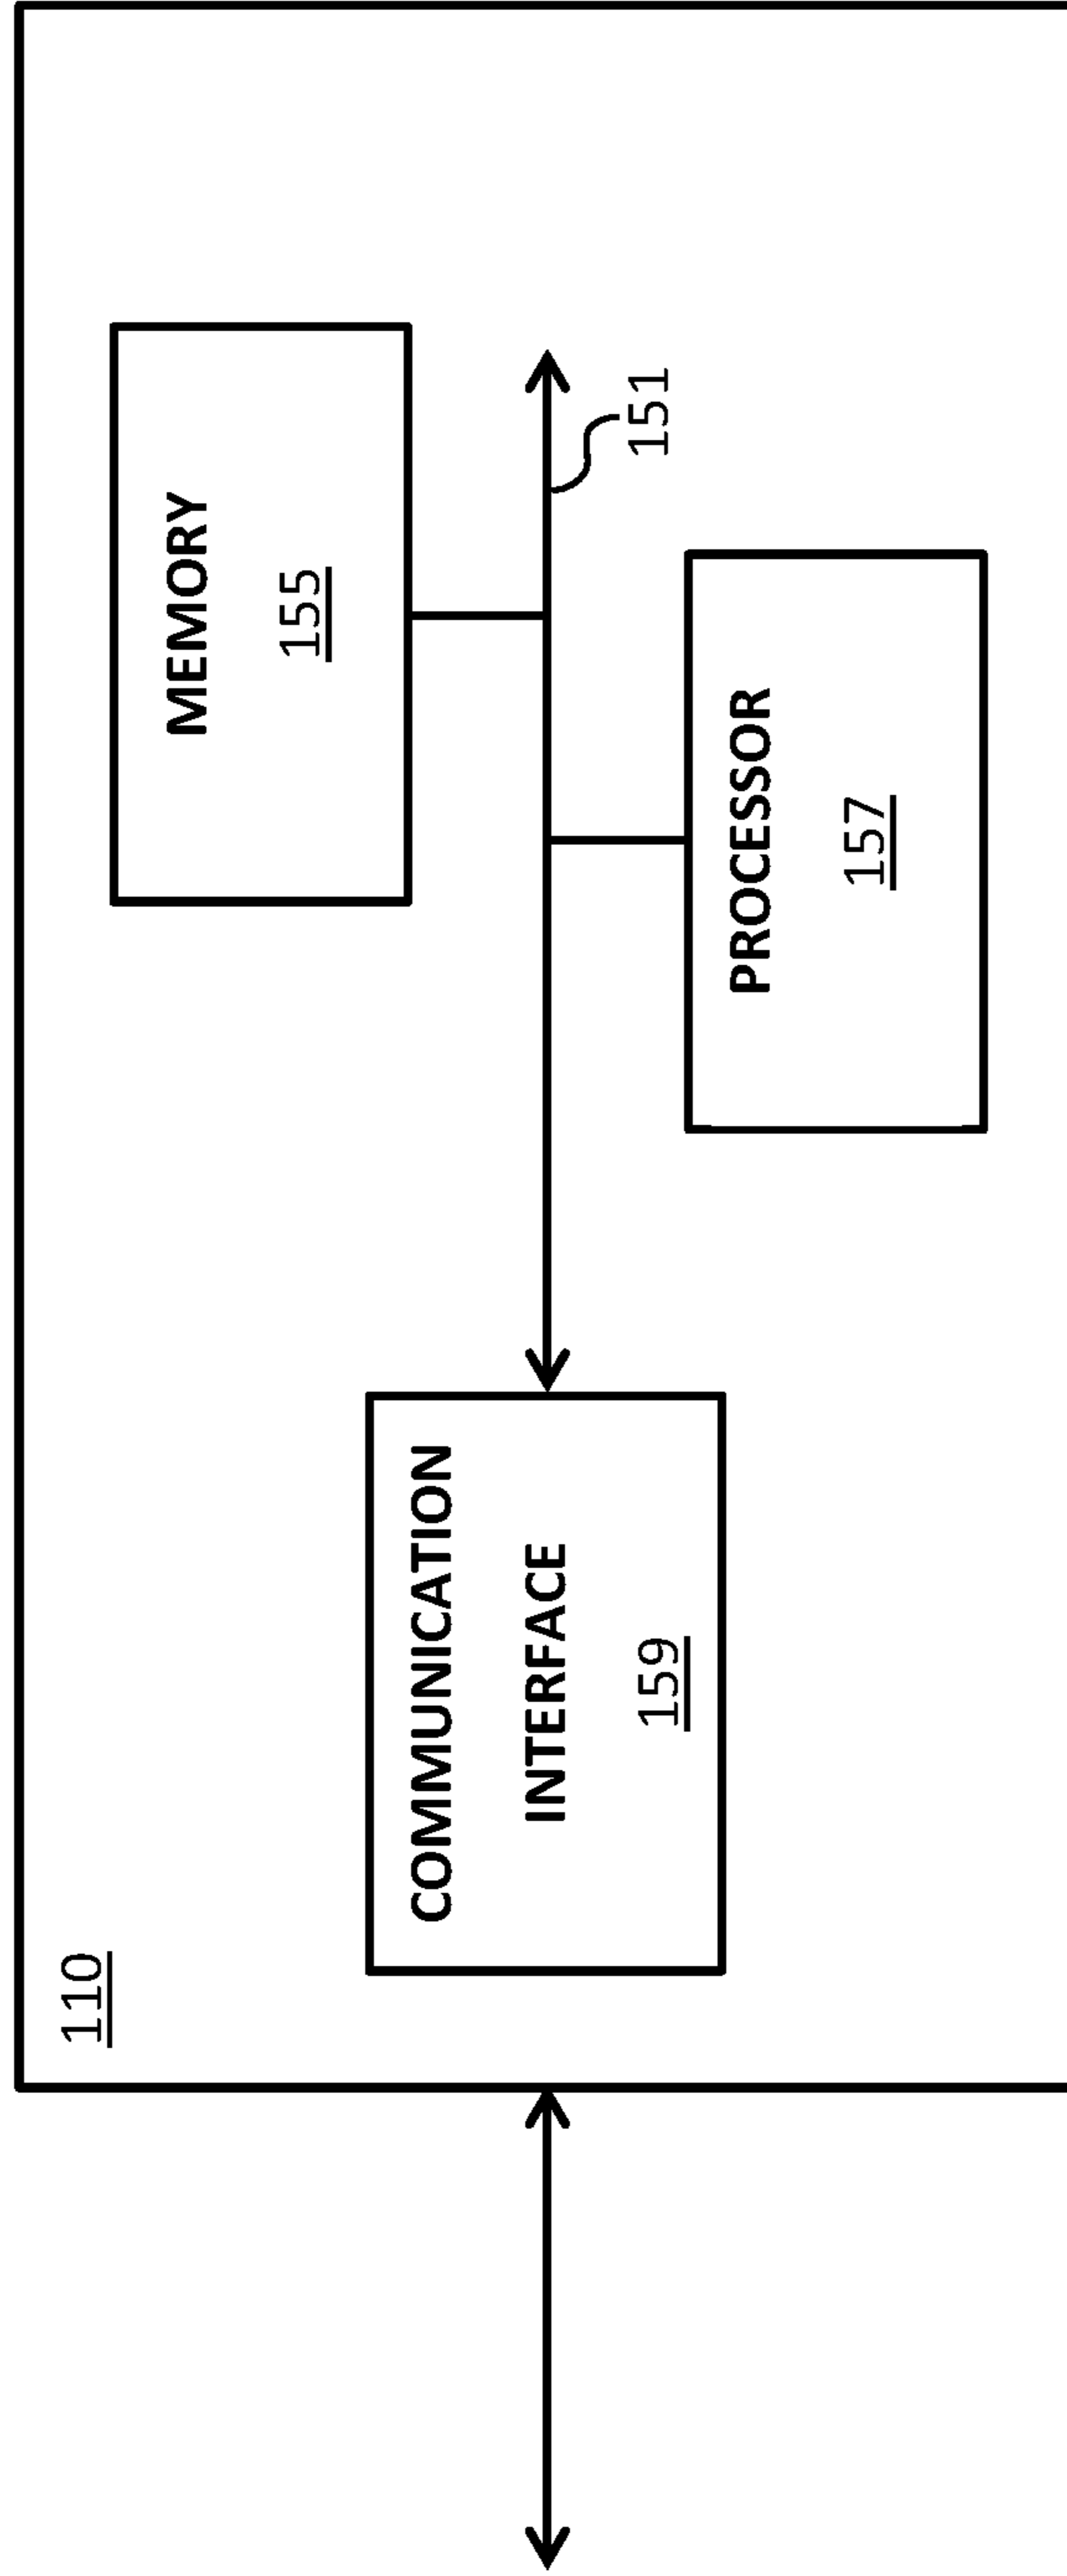 110
COMMUNICATION
INTERFACE
159
MEMORY
155
151
PROCESSOR
157